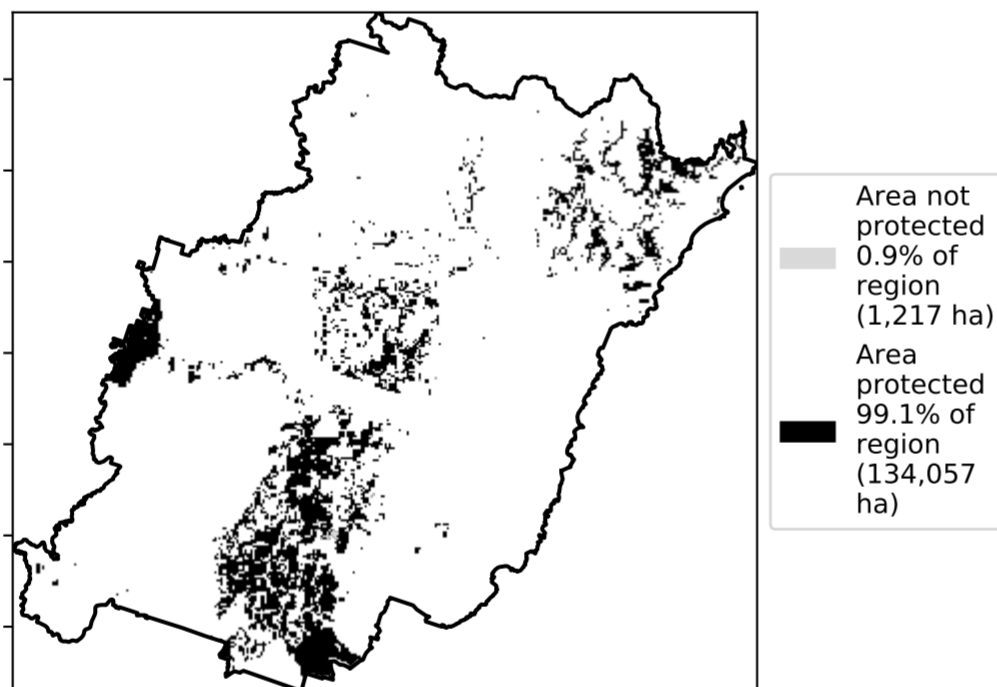 Area not
protected
0.9% of
region
(1,217 ha)
Area
protected
99.1% of
region
(134,057
ha)